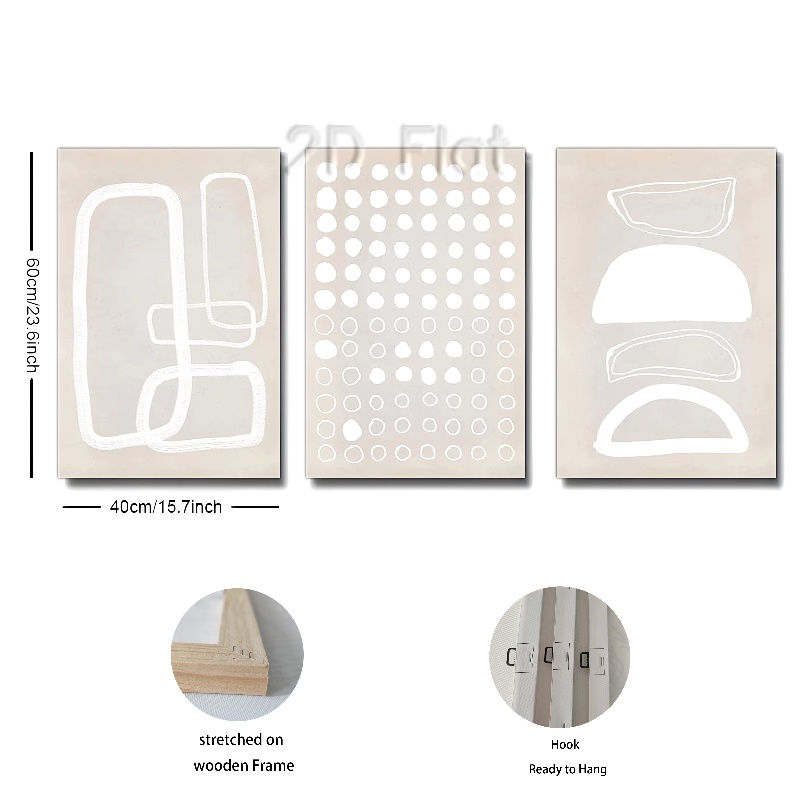 2D Flat
60cm/23.6inch
40cm/15.7inch
stretched on
wooden Frame
Hook
Ready to Hang